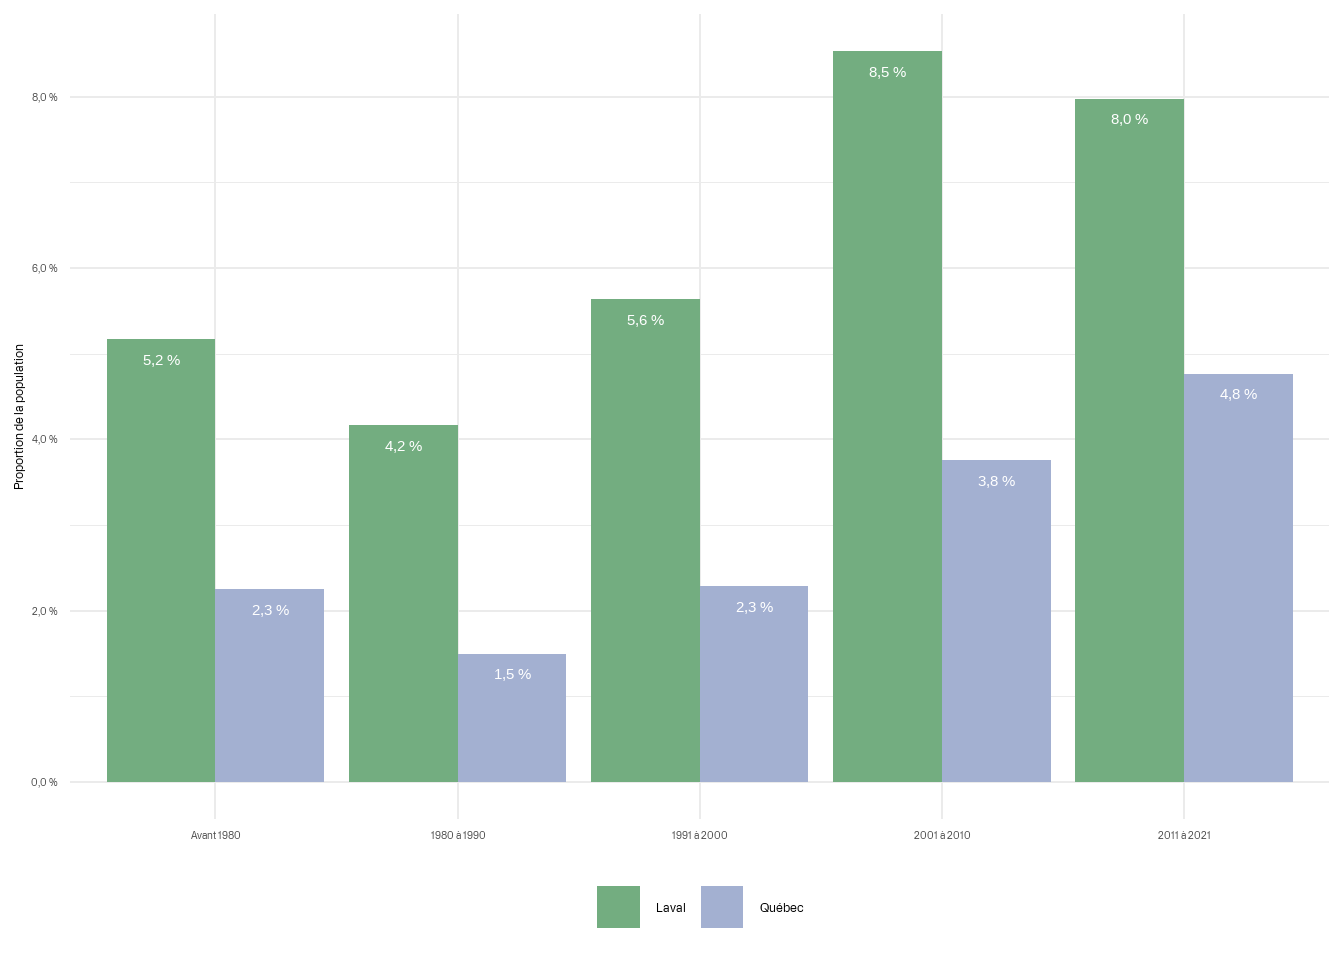 Proportion de la population
8,0 %
6,0 %
4,0 %
2,0 %
0,0 %
5,2 %
2,3 %
4,2 %
1,5 %
5,6 %
2,3 %
8,5 %
3,8 %
8,0 %
4,8 %
Avant 1980
1980 à 1990
1991 à 2000
2001 à 2010
2011 à 2021
Laval
Québec